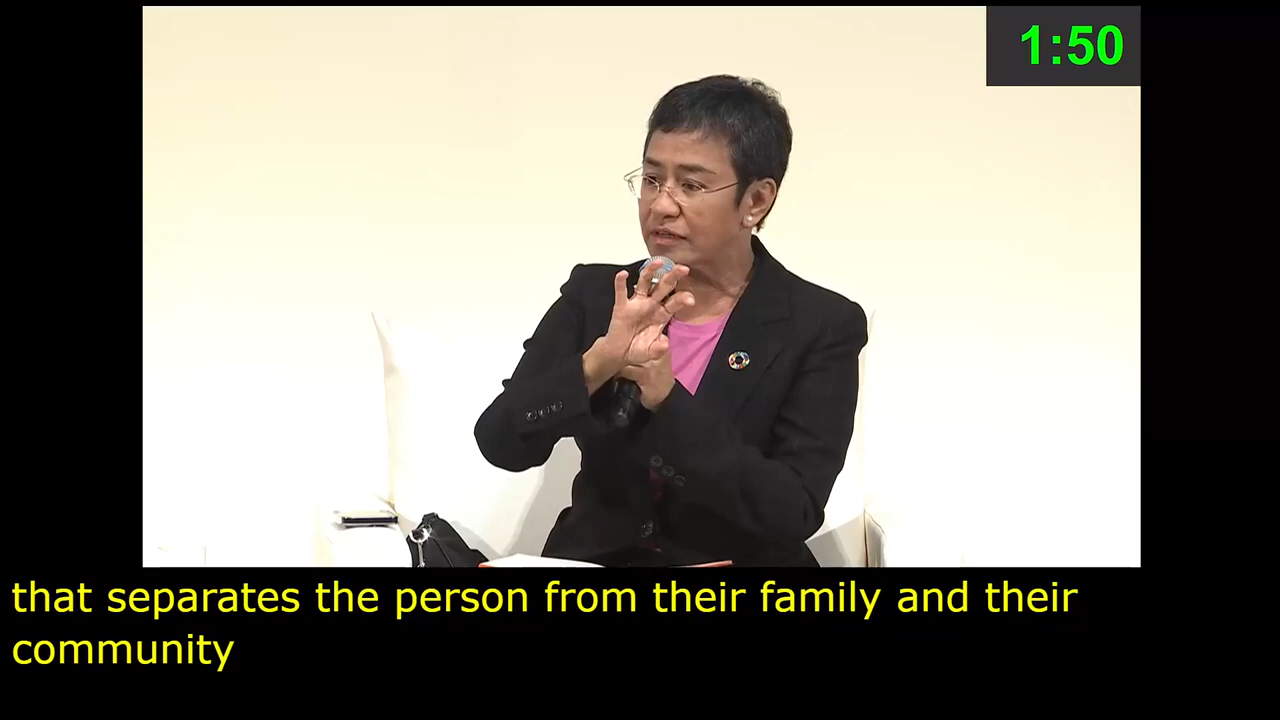 1:50
that separates the person from their family and their
community